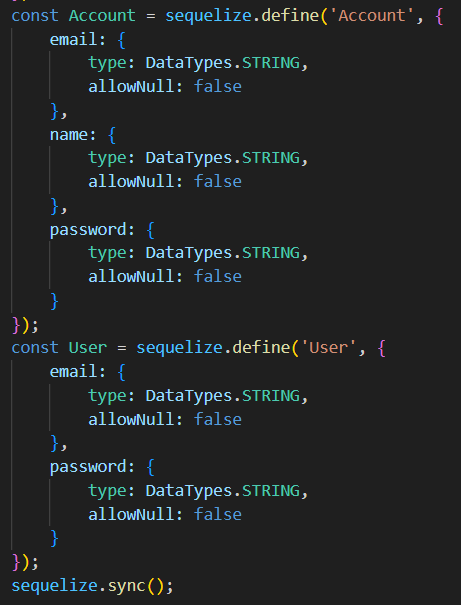 const Account = sequelize.define('Account', {
    email: {
        type: DataTypes.STRING,
        allowNull: false
    },
    name: {
        type: DataTypes.STRING,
        allowNull: false
    },
    password: {
        type: DataTypes.STRING,
        allowNull: false
    }
});
const User = sequelize.define('User', {
    email: {
        type: DataTypes.STRING,
        allowNull: false
    },
    password: {
        type: DataTypes.STRING,
        allowNull: false
    }
});
sequelize.sync();